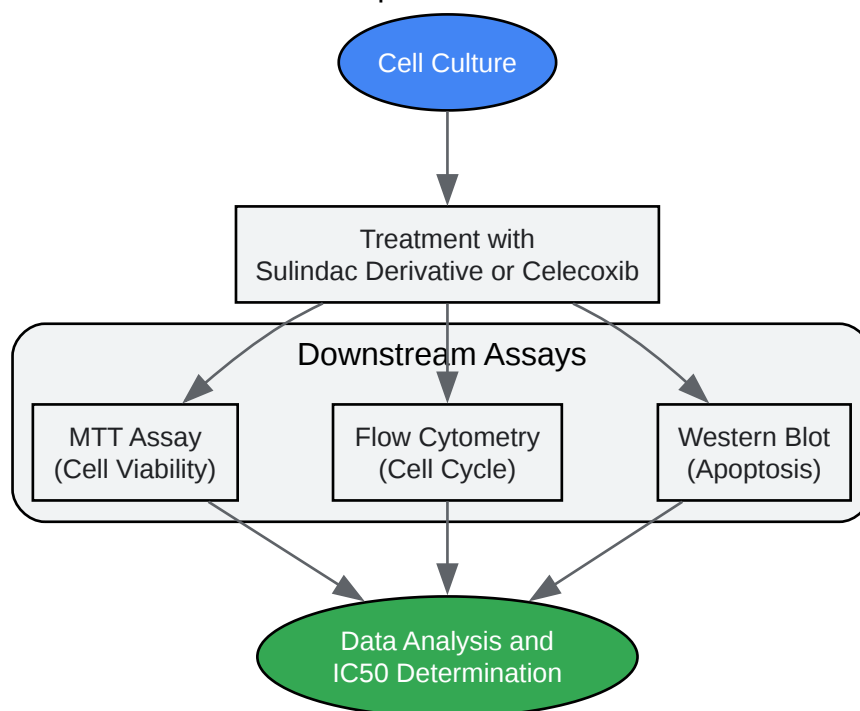 Cell Culture
Treatment with
Sulindac Derivative or Celecoxib
Downstream Assays
MTT Assay
(Cell Viability)
Flow Cytometry
(Cell Cycle)
Western Blot
(Apoptosis)
Data Analysis and
IC50 Determination